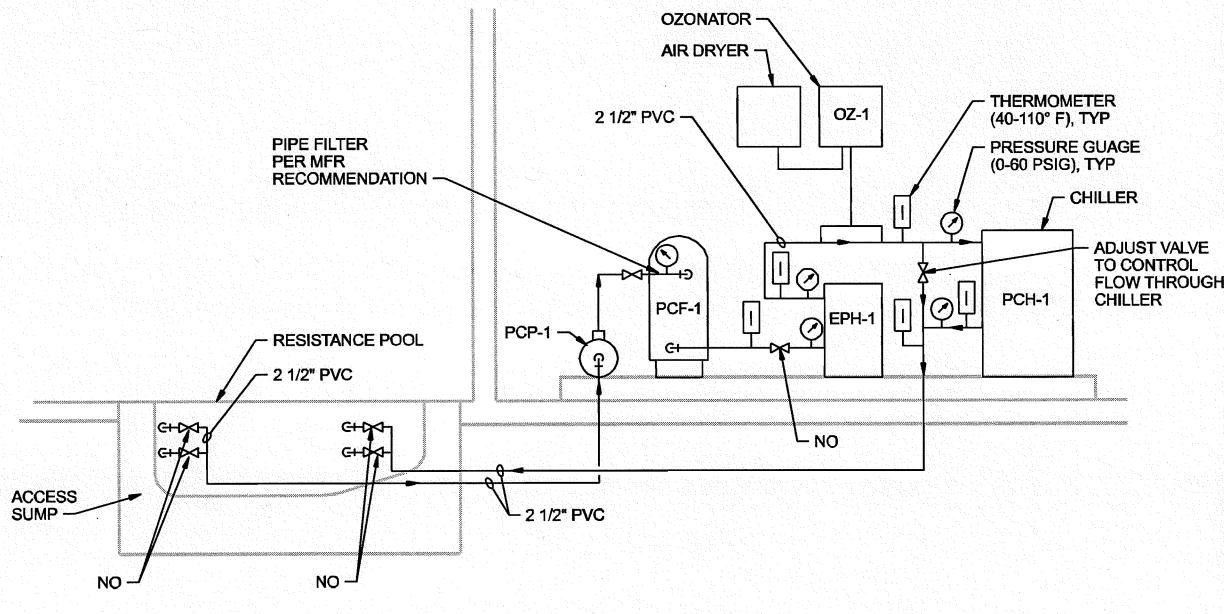 OZONATOR
AIR DRYER
OZ-1
2 1/2" PVC
THERMOMETER
(40-110° F), TYP
PRESSURE GUAGE
(0-60 PSIG), TYP
CHILLER
PIPE FILTER
PER MFR
RECOMMENDATION
ADJUST VALVE
TO CONTROL
FLOW THROUGH
CHILLER
PCF-1
EPH-1
PCH-1
PCP-1
RESISTANCE POOL
2 1/2" PVC
NO
ACCESS
SUMP
2 1/2" PVC
NO
NO